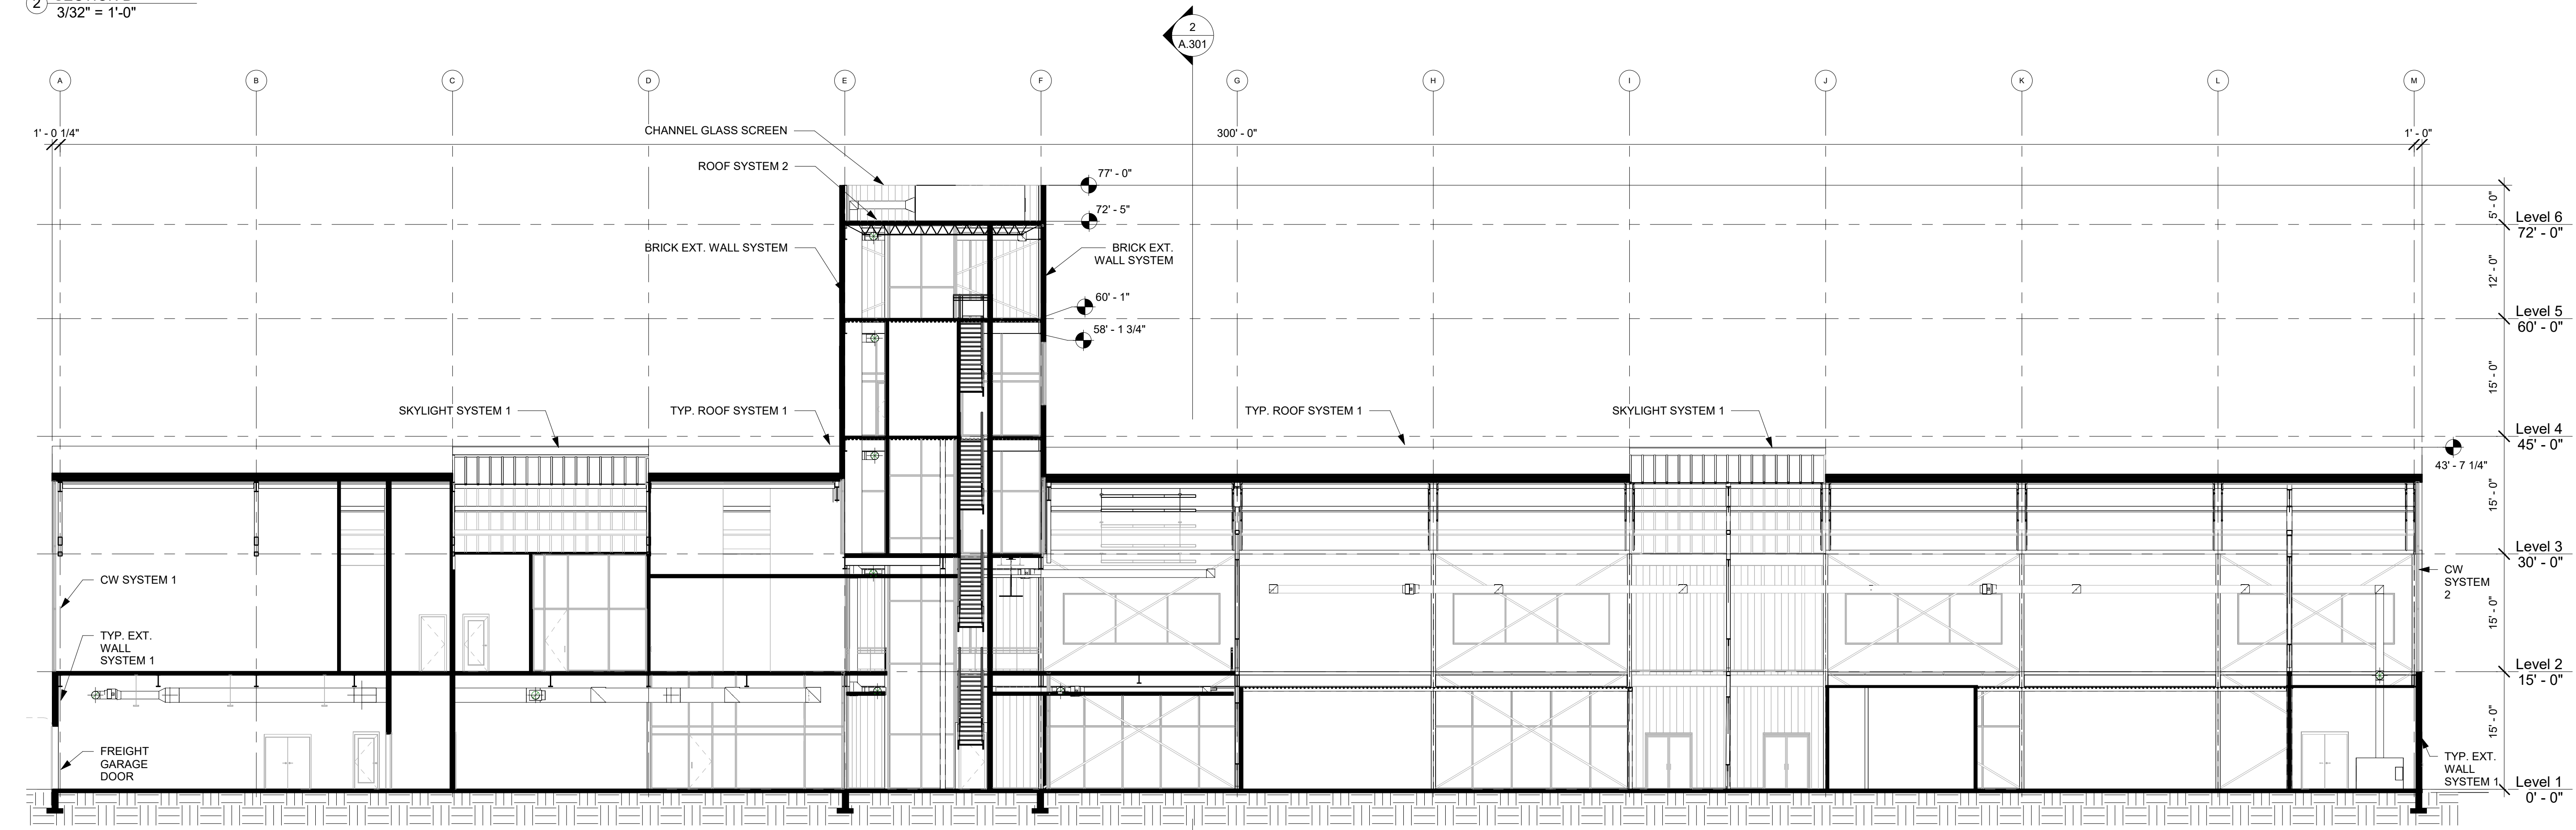 2
3/32" = 1'-0"
2
A.301
A
B
C
D
E
F
G
H
I
J
K
L
M
1' - 0 1/4"
300' - 0"
1' - 0"
CHANNEL GLASS SCREEN
ROOF SYSTEM 2
77' - 0"
72' - 5"
5' - 0"
Level 6
72' - 0"
BRICK EXT. WALL SYSTEM
BRICK EXT.
WALL SYSTEM
12' - 0"
60' - 1"
Level 5
60' - 0"
58' - 1 3/4"
15' - 0"
SKYLIGHT SYSTEM 1
TYP. ROOF SYSTEM 1
TYP. ROOF SYSTEM 1
SKYLIGHT SYSTEM 1
Level 4
45' - 0"
43' - 7 1/4"
15' - 0"
Level 3
30' - 0"
CW SYSTEM 1
CW
SYSTEM
2
15' - 0"
TYP. EXT.
WALL
SYSTEM 1
Level 2
15' - 0"
15' - 0"
FREIGHT
GARAGE
DOOR
TYP. EXT.
WALL
SYSTEM 1
Level 1
0' - 0"